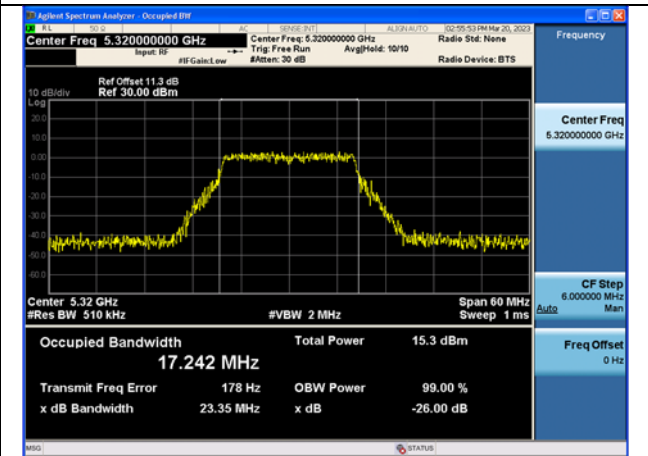 Agilent Spectrum Analyzer - Occupied BW
RL 50 Ω AC SENSE:INT ALIGN AUTO 02:55:53 PM Mar 20, 2023
Center Freq 5.320000000 GHz Center Freq: 5.320000000 GHz Radio Std: None Frequency
Input: RF Trig: Free Run Avg|Hold: 10/10
#IFGain:Low #Atten: 30 dB Radio Device: BTS
Ref Offset 11.3 dB
10 dB/div Ref 30.00 dBm
Log
20.0
10.0
0.00
-10.0
-20.0
-30.0
-40.0
-50.0
-60.0
Center Freq
5.320000000 GHz
Center 5.32 GHz Span 60 MHz
#Res BW 510 kHz #VBW 2 MHz Sweep 1 ms
CF Step
6.000000 MHz
Auto Man
Occupied Bandwidth Total Power 15.3 dBm
17.242 MHz
Transmit Freq Error 178 Hz OBW Power 99.00 %
x dB Bandwidth 23.35 MHz x dB -26.00 dB
Freq Offset
0 Hz
MSG STATUS